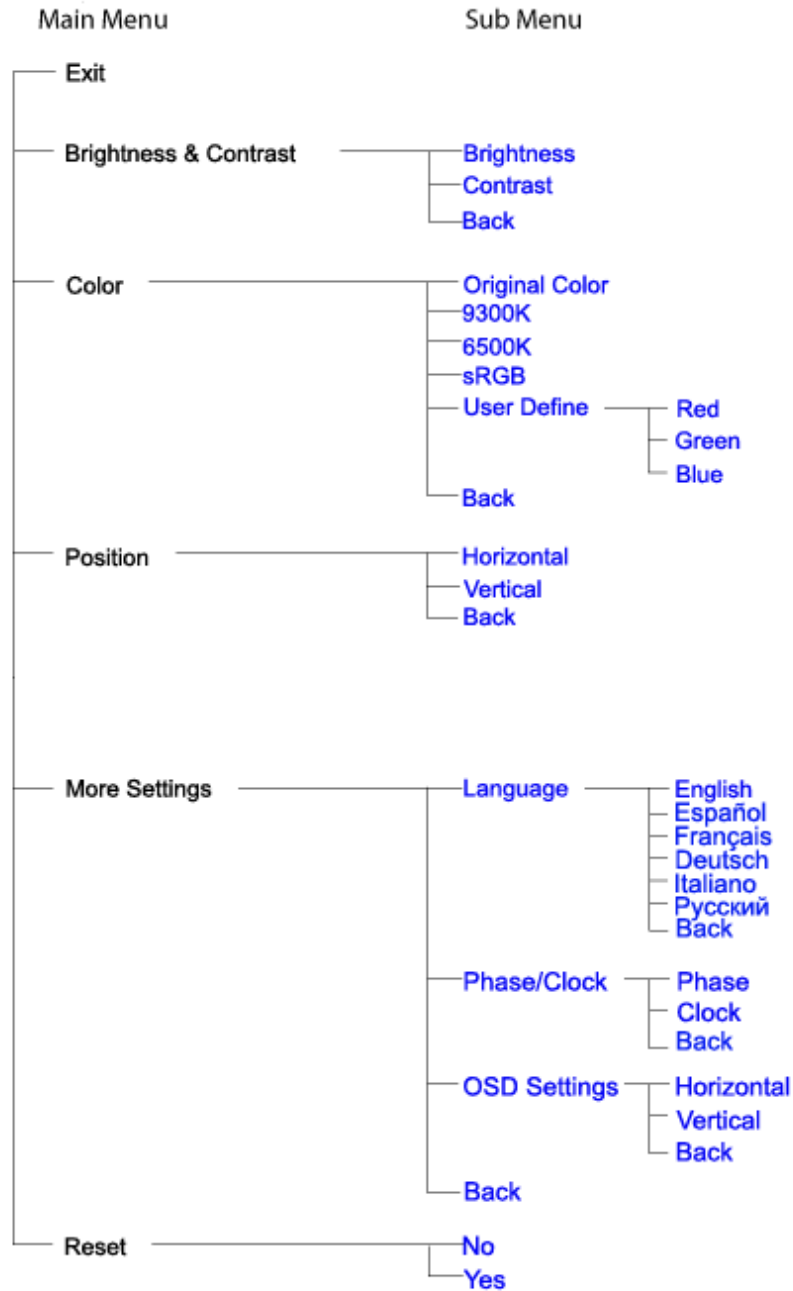 Main Menu Sub Menu
Exit
Brightness & Contrast Brightness
Contrast
Back
Color Original Color
9300K
6500K
sRGB
User Define Red
Green
Blue
Back
Position Horizontal
Vertical
Back
More Settings Language English
Español
Français
Deutsch
Italiano
Русский
Back
Phase/Clock Phase
Clock
Back
OSD Settings Horizontal
Vertical
Back
Back
Reset No
Yes